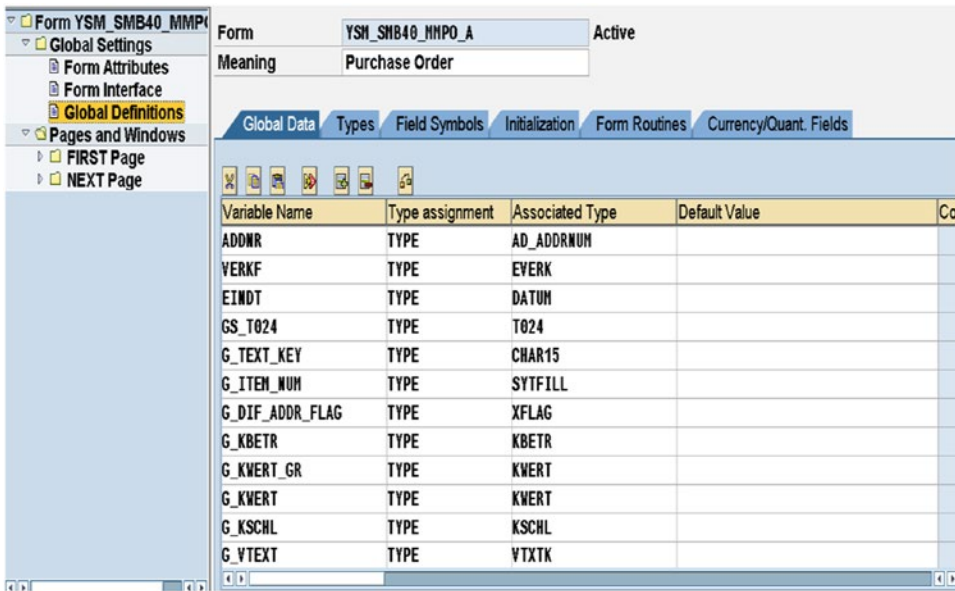 Form YSM_SMB40_MMP
Global Settings
Form Attributes
Form Interface
Global Definitions
Pages and Windows
FIRST Page
NEXT Page
Form YSM_SMB40_MMPO_A Active
Meaning Purchase Order
Global Data Types Field Symbols Initialization Form Routines Currency/Quant. Fields
Variable Name Type assignment Associated Type Default Value Co
ADDNR TYPE AD_ADDRNUM
VERKF TYPE EVERK
EINDT TYPE DATUM
GS_T024 TYPE T024
G_TEXT_KEY TYPE CHAR15
G_ITEM_NUM TYPE SYTFILL
G_DIF_ADDR_FLAG TYPE XFLAG
G_KBETR TYPE KBETR
G_KWERT_GR TYPE KWERT
G_KWERT TYPE KWERT
G_KSCHL TYPE KSCHL
G_VTEXT TYPE VTXTK